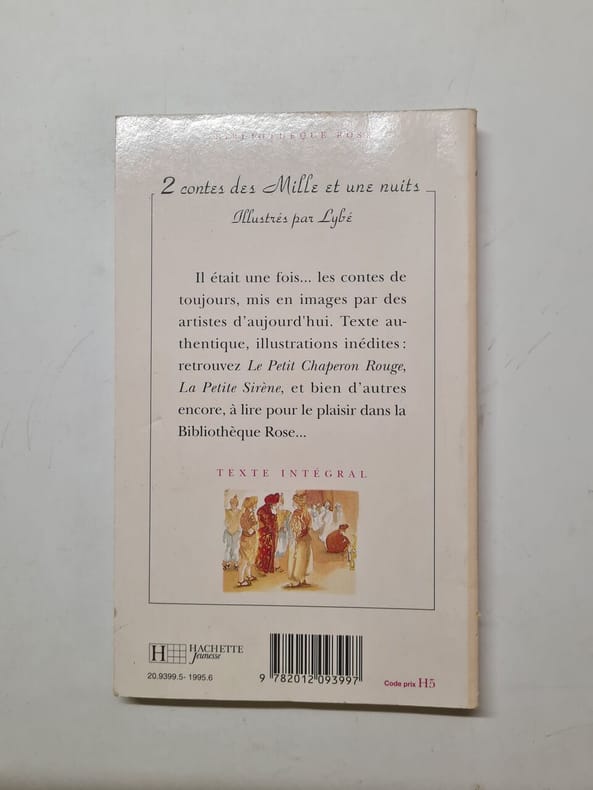 BIBLIOTHÈQUE ROSE
2 contes des Mille et une nuits
Illustrés par Lybé
Il était une fois... les contes de
toujours, mis en images par des
artistes d'aujourd'hui. Texte au-
thentique, illustrations inédites :
retrouvez Le Petit Chaperon Rouge,
La Petite Sirène, et bien d'autres
encore, à lire pour le plaisir dans la
Bibliothèque Rose...
TEXTE INTÉGRAL
H HACHETTE
Jeunesse
20.9399.5- 1995.6
9 782012 093997
Code prix H5